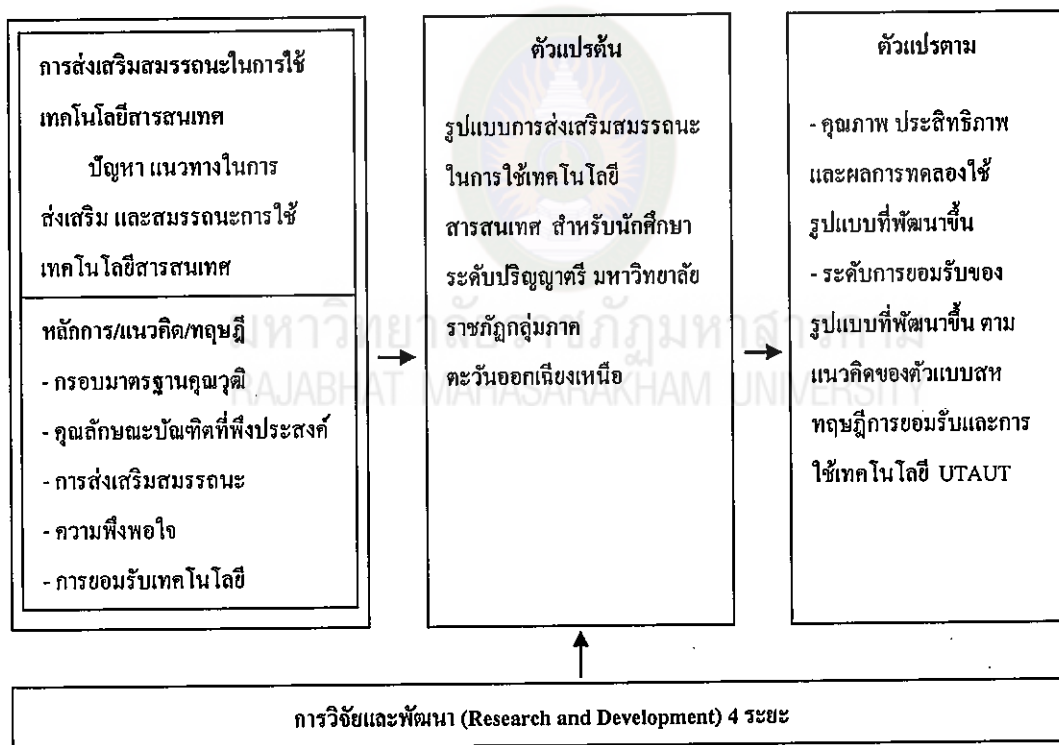 การส่งเสริมสมรรถนะในการใช้
เทคโนโลยีสารสนเทศ
ปัญหา แนวทางในการ
ส่งเสริม และสมรรถนะการใช้
เทคโนโลยีสารสนเทศ
หลักการ/แนวคิด/ทฤษฎี
- กรอบมาตรฐานคุณวุฒิ
- คุณลักษณะบัณฑิตที่พึงประสงค์
- การส่งเสริมสมรรถนะ
- ความพึงพอใจ
- การยอมรับเทคโนโลยี
ตัวแปรต้น
รูปแบบการส่งเสริมสมรรถนะ
ในการใช้เทคโนโลยี
สารสนเทศ สำหรับนักศึกษา
ระดับปริญญาตรี มหาวิทยาลัย
ราชภัฏกลุ่มภาค
ตะวันออกเฉียงเหนือ
ตัวแปรตาม
- คุณภาพ ประสิทธิภาพ
และผลการทดลองใช้
รูปแบบที่พัฒนาขึ้น
- ระดับการยอมรับของ
รูปแบบที่พัฒนาขึ้น ตาม
แนวคิดของตัวแบบสห
ทฤษฎีการยอมรับและการ
ใช้เทคโนโลยี UTAUT
การวิจัยและพัฒนา (Research and Development) 4 ระยะ
มหาวิทยาลัยราชภัฏมหาสารคาม
RAJABHAT MAHASARAKHAM UNIVERSITY